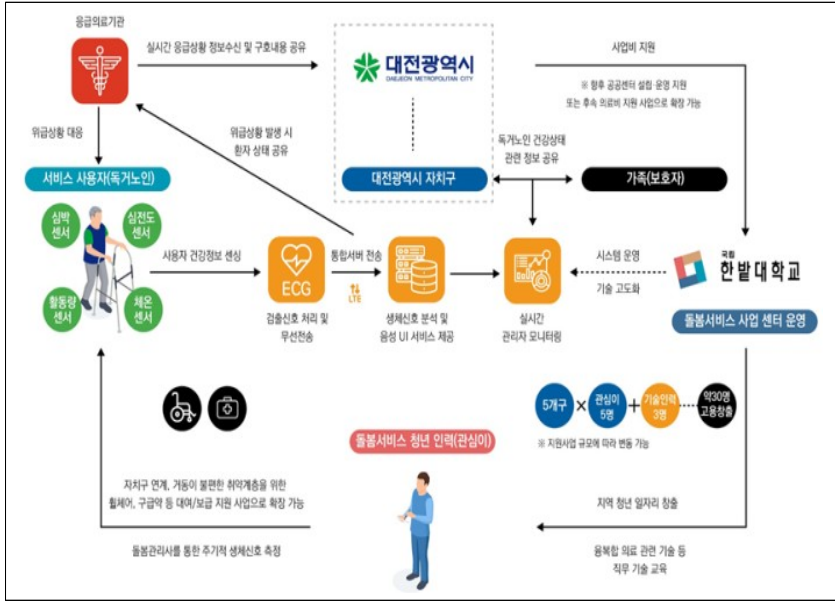 응급의료기관
실시간 응급상황 정보수신 및 구호내용 공유
대전광역시
DAEJEON METROPOLITAN CITY
사업비 지원
※ 향후 공공센터 설립·운영 지원
또는 후속 의료비 지원 사업으로 확장 가능
위급상황 대응
위급상황 발생 시
환자 상태 공유
독거노인 건강상태
관련 정보 공유
서비스 사용자(독거노인)
대전광역시 자치구
가족(보호자)
심박
센서
심전도
센서
활동량
센서
체온
센서
사용자 건강정보 센싱
ECG
검출신호 처리 및
무선전송
통합서버 전송
LTE
생체신호 분석 및
음성 UI 서비스 제공
실시간
관리자 모니터링
시스템 운영
기술 고도화
국립
한밭대학교
돌봄서비스 사업 센터 운영
5개구
×
관심이
5명
+
기술인력
3명
약30명
고용창출
※ 지원사업 규모에 따라 변동 가능
돌봄서비스 청년 인력(관심이)
자치구 연계, 거동이 불편한 취약계층을 위한
휠체어, 구급약 등 대여/보급 지원 사업으로 확장 가능
돌봄관리사를 통한 주기적 생체신호 측정
지역 청년 일자리 창출
융복합 의료 관련 기술 등
직무 기술 교육